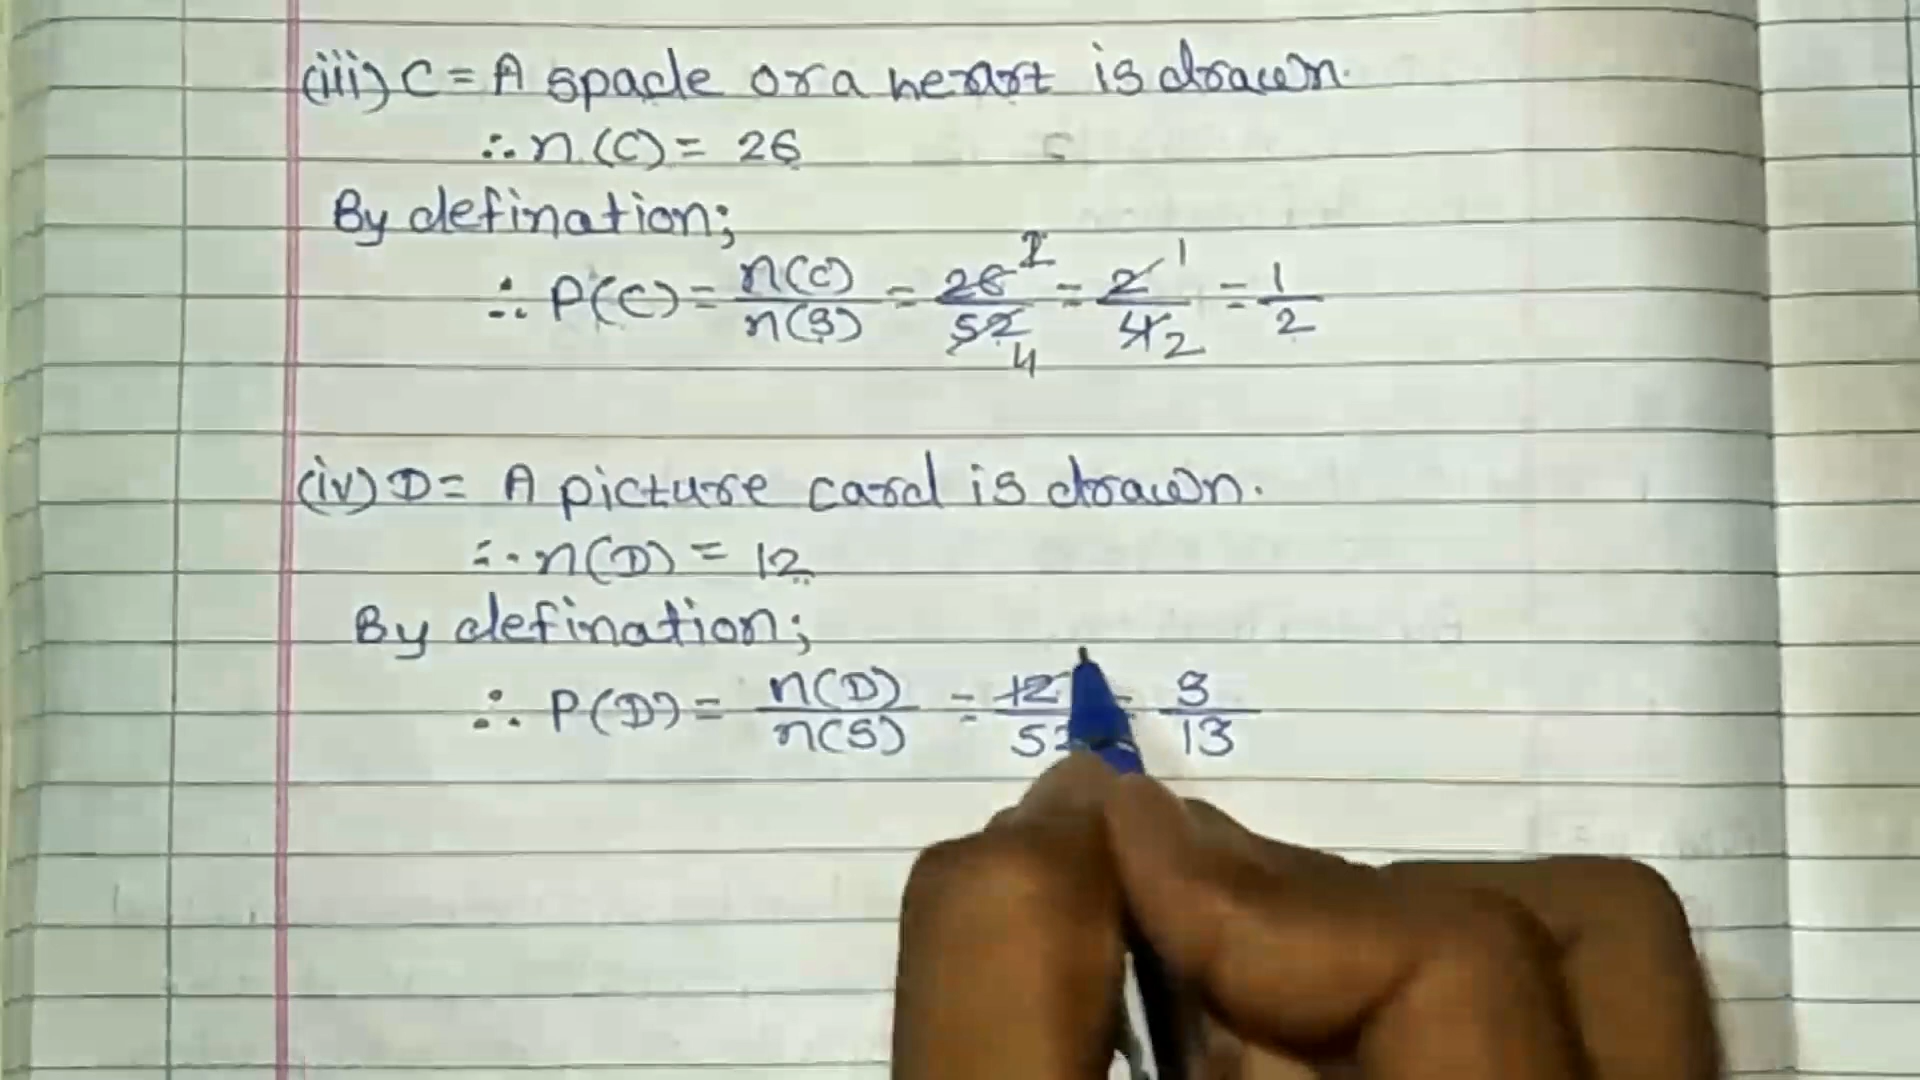 (iii) C = A spade or a heart is drawn.
∴ n(C) = 26
By defination;
∴ P(C) = n(C)/n(S) = 26/52 = 2/4 = 1/2
(iv) D = A picture card is drawn.
∴ n(D) = 12
By defination;
∴ P(D) = n(D)/n(S) = 12/52 = 3/13